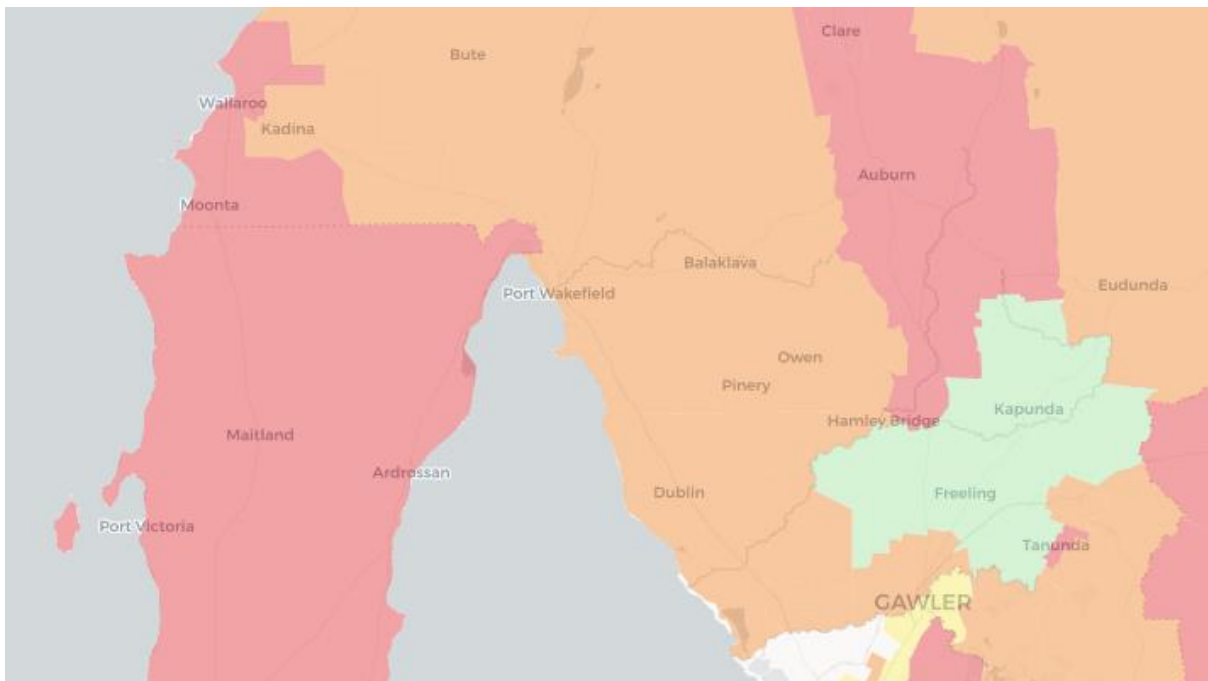 Clare
Bute
Wallaroo
Kadina
Auburn
Moonta
Balaklava
Eudunda
Port Wakefield
Owen
Pinery
Kapunda
Hamley Bridge
Maitland
Ardrossan
Dublin
Freeling
Port Victoria
Tanunda
GAWLER